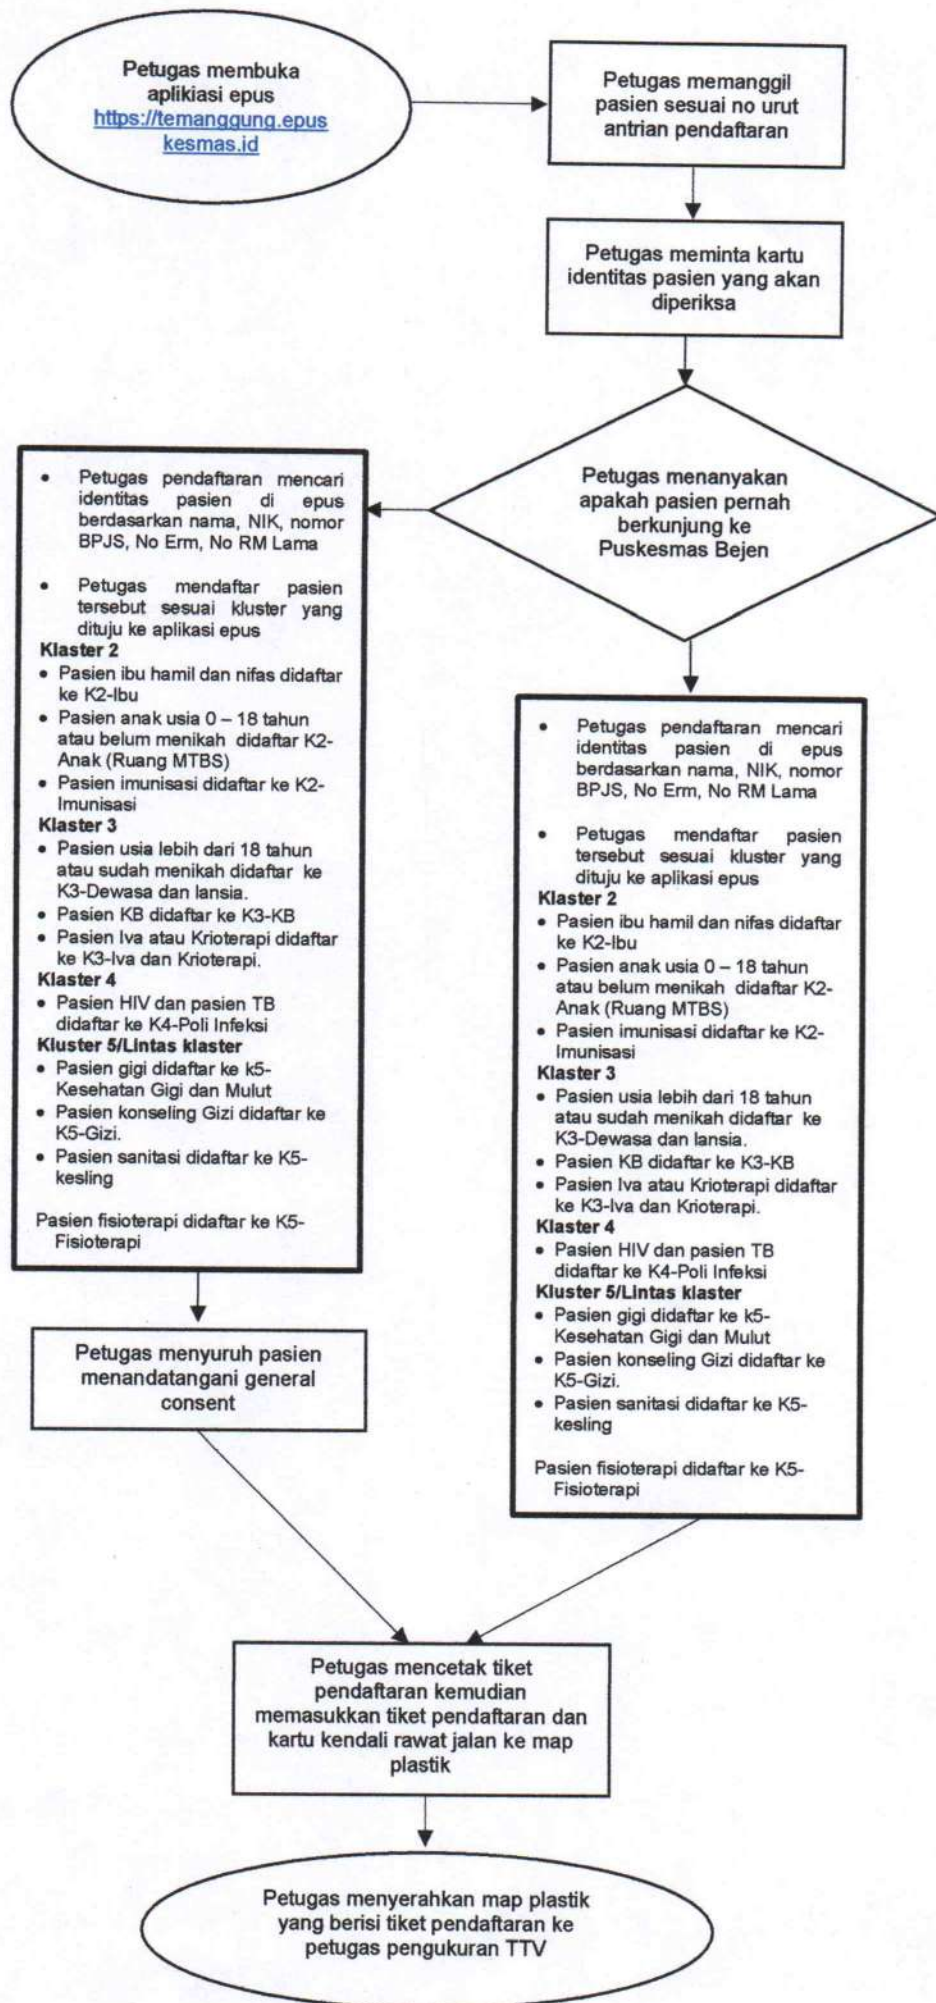 Petugas membuka
aplikiasi epus
https://temanggung.epus
kesmas.id
Petugas memanggil
pasien sesuai no urut
antrian pendaftaran
Petugas meminta kartu
identitas pasien yang akan
diperiksa
Petugas menanyakan
apakah pasien pernah
berkunjung ke
Puskesmas Bejen
• Petugas pendaftaran mencari
identitas pasien di epus
berdasarkan nama, NIK, nomor
BPJS, No Erm, No RM Lama
• Petugas mendaftar pasien
tersebut sesuai kluster yang
dituju ke aplikasi epus
Klaster 2
• Pasien ibu hamil dan nifas didaftar
ke K2-Ibu
• Pasien anak usia 0 – 18 tahun
atau belum menikah didaftar K2-
Anak (Ruang MTBS)
• Pasien imunisasi didaftar ke K2-
Imunisasi
Klaster 3
• Pasien usia lebih dari 18 tahun
atau sudah menikah didaftar ke
K3-Dewasa dan lansia.
• Pasien KB didaftar ke K3-KB
• Pasien Iva atau Krioterapi didaftar
ke K3-Iva dan Krioterapi.
Klaster 4
• Pasien HIV dan pasien TB
didaftar ke K4-Poli Infeksi
Kluster 5/Lintas klaster
• Pasien gigi didaftar ke k5-
Kesehatan Gigi dan Mulut
• Pasien konseling Gizi didaftar ke
K5-Gizi.
• Pasien sanitasi didaftar ke K5-
kesling
Pasien fisioterapi didaftar ke K5-
Fisioterapi
• Petugas pendaftaran mencari
identitas pasien di epus
berdasarkan nama, NIK, nomor
BPJS, No Erm, No RM Lama
• Petugas mendaftar pasien
tersebut sesuai kluster yang
dituju ke aplikasi epus
Klaster 2
• Pasien ibu hamil dan nifas didaftar
ke K2-Ibu
• Pasien anak usia 0 – 18 tahun
atau belum menikah didaftar K2-
Anak (Ruang MTBS)
• Pasien imunisasi didaftar ke K2-
Imunisasi
Klaster 3
• Pasien usia lebih dari 18 tahun
atau sudah menikah didaftar ke
K3-Dewasa dan lansia.
• Pasien KB didaftar ke K3-KB
• Pasien Iva atau Krioterapi didaftar
ke K3-Iva dan Krioterapi.
Klaster 4
• Pasien HIV dan pasien TB
didaftar ke K4-Poli Infeksi
Kluster 5/Lintas klaster
• Pasien gigi didaftar ke k5-
Kesehatan Gigi dan Mulut
• Pasien konseling Gizi didaftar ke
K5-Gizi.
• Pasien sanitasi didaftar ke K5-
kesling
Pasien fisioterapi didaftar ke K5-
Fisioterapi
Petugas menyuruh pasien
menandatangani general
consent
Petugas mencetak tiket
pendaftaran kemudian
memasukkan tiket pendaftaran dan
kartu kendali rawat jalan ke map
plastik
Petugas menyerahkan map plastik
yang berisi tiket pendaftaran ke
petugas pengukuran TTV